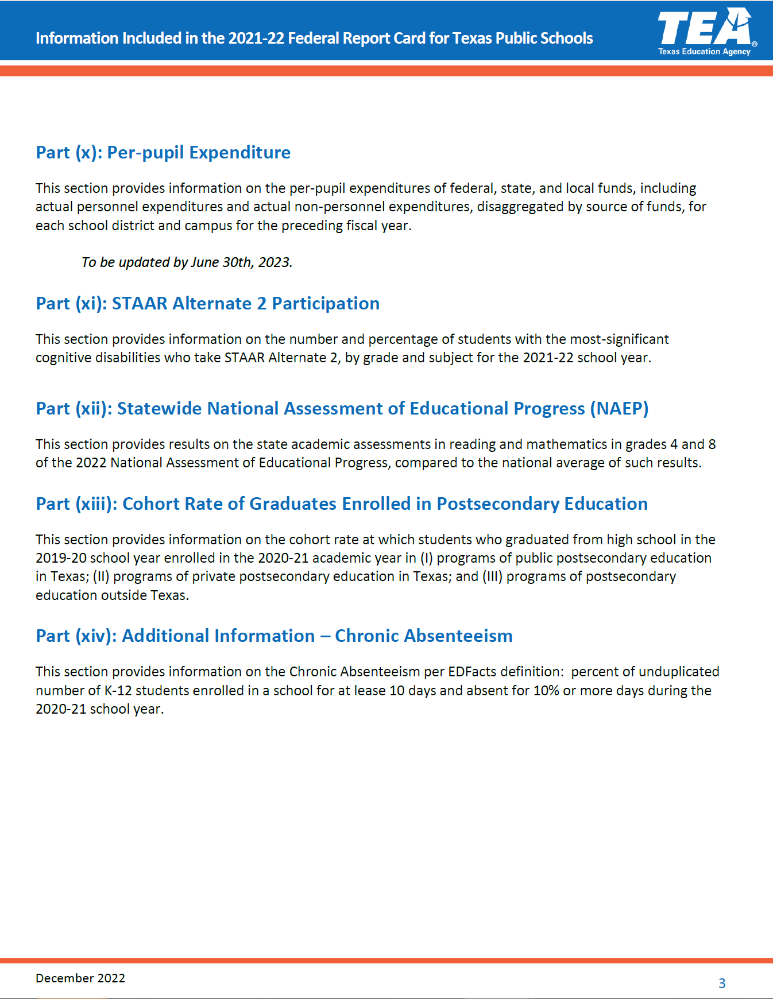 Information Included in the 2021-22 Federal Report Card for Texas Public Schools
TEA®
Texas Education Agency
Part (x): Per-pupil Expenditure
This section provides information on the per-pupil expenditures of federal, state, and local funds, including
actual personnel expenditures and actual non-personnel expenditures, disaggregated by source of funds, for
each school district and campus for the preceding fiscal year.
To be updated by June 30th, 2023.
Part (xi): STAAR Alternate 2 Participation
This section provides information on the number and percentage of students with the most-significant
cognitive disabilities who take STAAR Alternate 2, by grade and subject for the 2021-22 school year.
Part (xii): Statewide National Assessment of Educational Progress (NAEP)
This section provides results on the state academic assessments in reading and mathematics in grades 4 and 8
of the 2022 National Assessment of Educational Progress, compared to the national average of such results.
Part (xiii): Cohort Rate of Graduates Enrolled in Postsecondary Education
This section provides information on the cohort rate at which students who graduated from high school in the
2019-20 school year enrolled in the 2020-21 academic year in (I) programs of public postsecondary education
in Texas; (II) programs of private postsecondary education in Texas; and (III) programs of postsecondary
education outside Texas.
Part (xiv): Additional Information – Chronic Absenteeism
This section provides information on the Chronic Absenteeism per EDFacts definition:  percent of unduplicated
number of K-12 students enrolled in a school for at lease 10 days and absent for 10% or more days during the
2020-21 school year.
December 2022
3